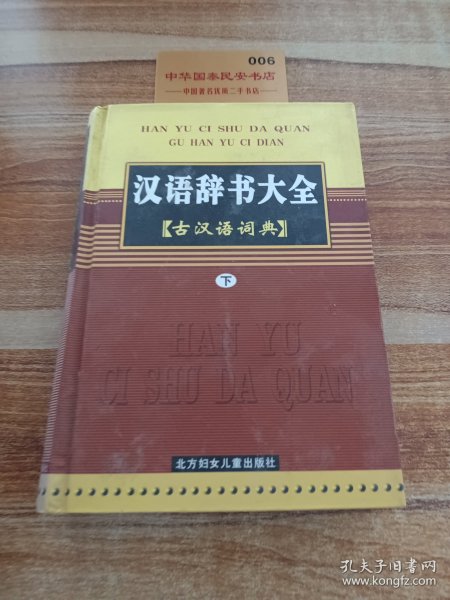 006
中华国泰民安书店
中国著名优质二手书店
HAN YU CI SHU DA QUAN
GU HAN YU CI DIAN
汉语辞书大全
【古汉语词典】
下
HAN YU
CI SHU DA QUAN
北方妇女儿童出版社
孔夫子旧书网
www.kongfz.com